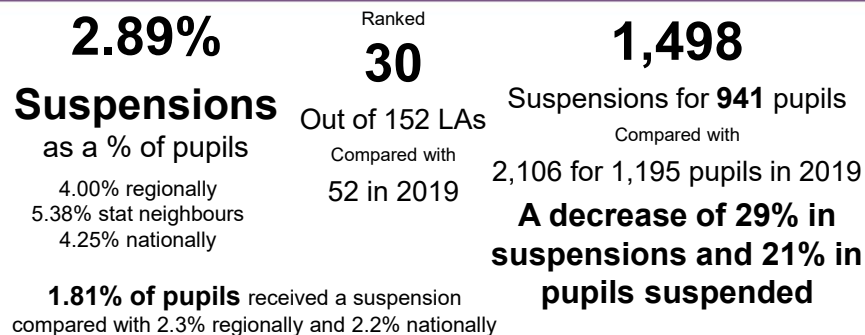 2.89%
Suspensions
as a % of pupils
4.00% regionally
5.38% stat neighbours
4.25% nationally
Ranked
30
Out of 152 LAs
Compared with
52 in 2019
1,498
Suspensions for 941 pupils
Compared with
2,106 for 1,195 pupils in 2019
A decrease of 29% in
suspensions and 21% in
pupils suspended
1.81% of pupils received a suspension
compared with 2.3% regionally and 2.2% nationally